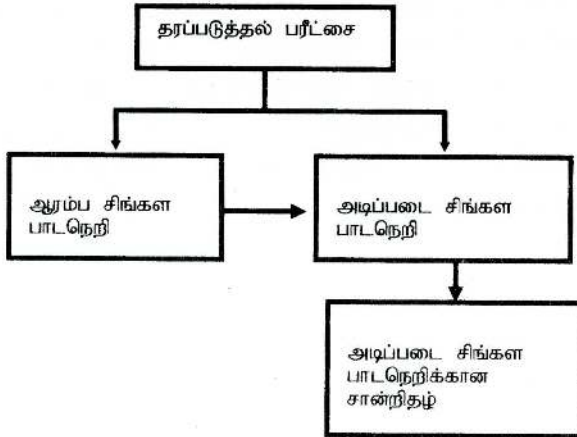 தரப்படுத்தல் பரீட்சை
ஆரம்ப சிங்கள
பாடநெறி
அடிப்படை சிங்கள
பாடநெறி
அடிப்படை சிங்கள
பாடநெறிக்கான
சான்றிதழ்